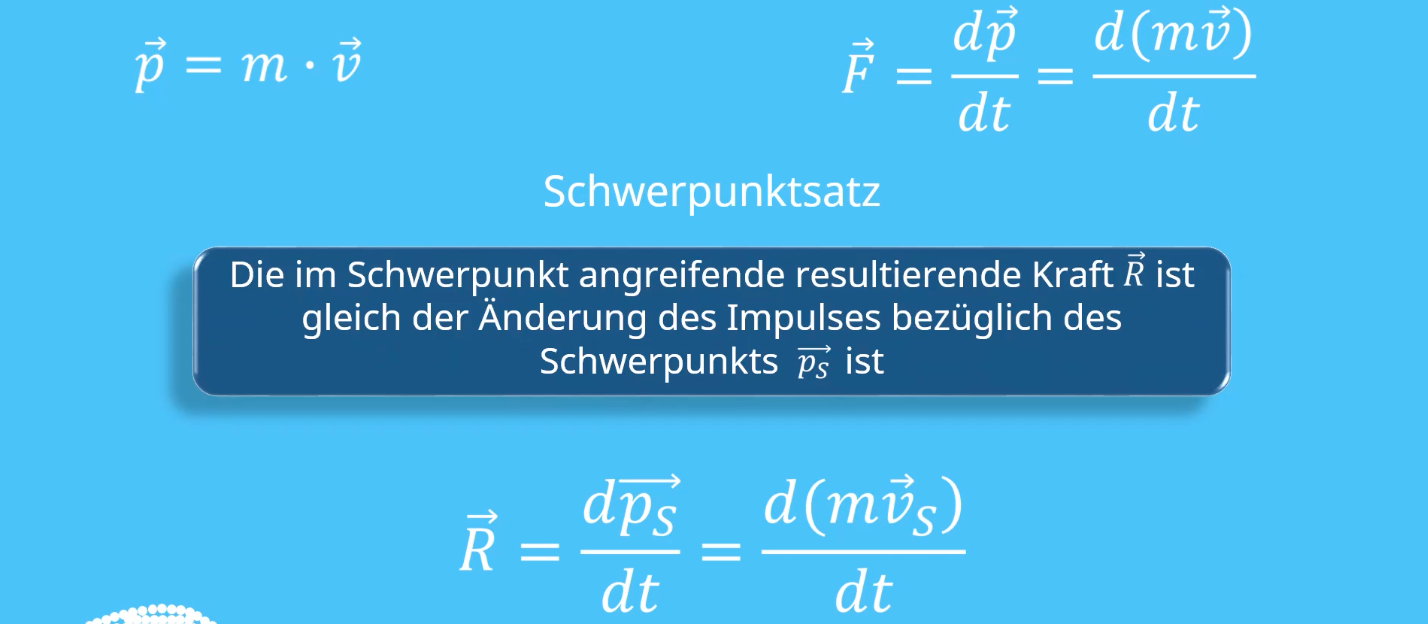 $\vec{p} = m \cdot \vec{v}$
$\vec{F} = \frac{d\vec{p}}{dt} = \frac{d(m\vec{v})}{dt}$
Schwerpunktsatz
Die im Schwerpunkt angreifende resultierende Kraft $\vec{R}$ ist
gleich der Änderung des Impulses bezüglich des
Schwerpunkts $\overrightarrow{p_S}$ ist
$\vec{R} = \frac{d\overrightarrow{p_S}}{dt} = \frac{d(m\vec{v}_S)}{dt}$